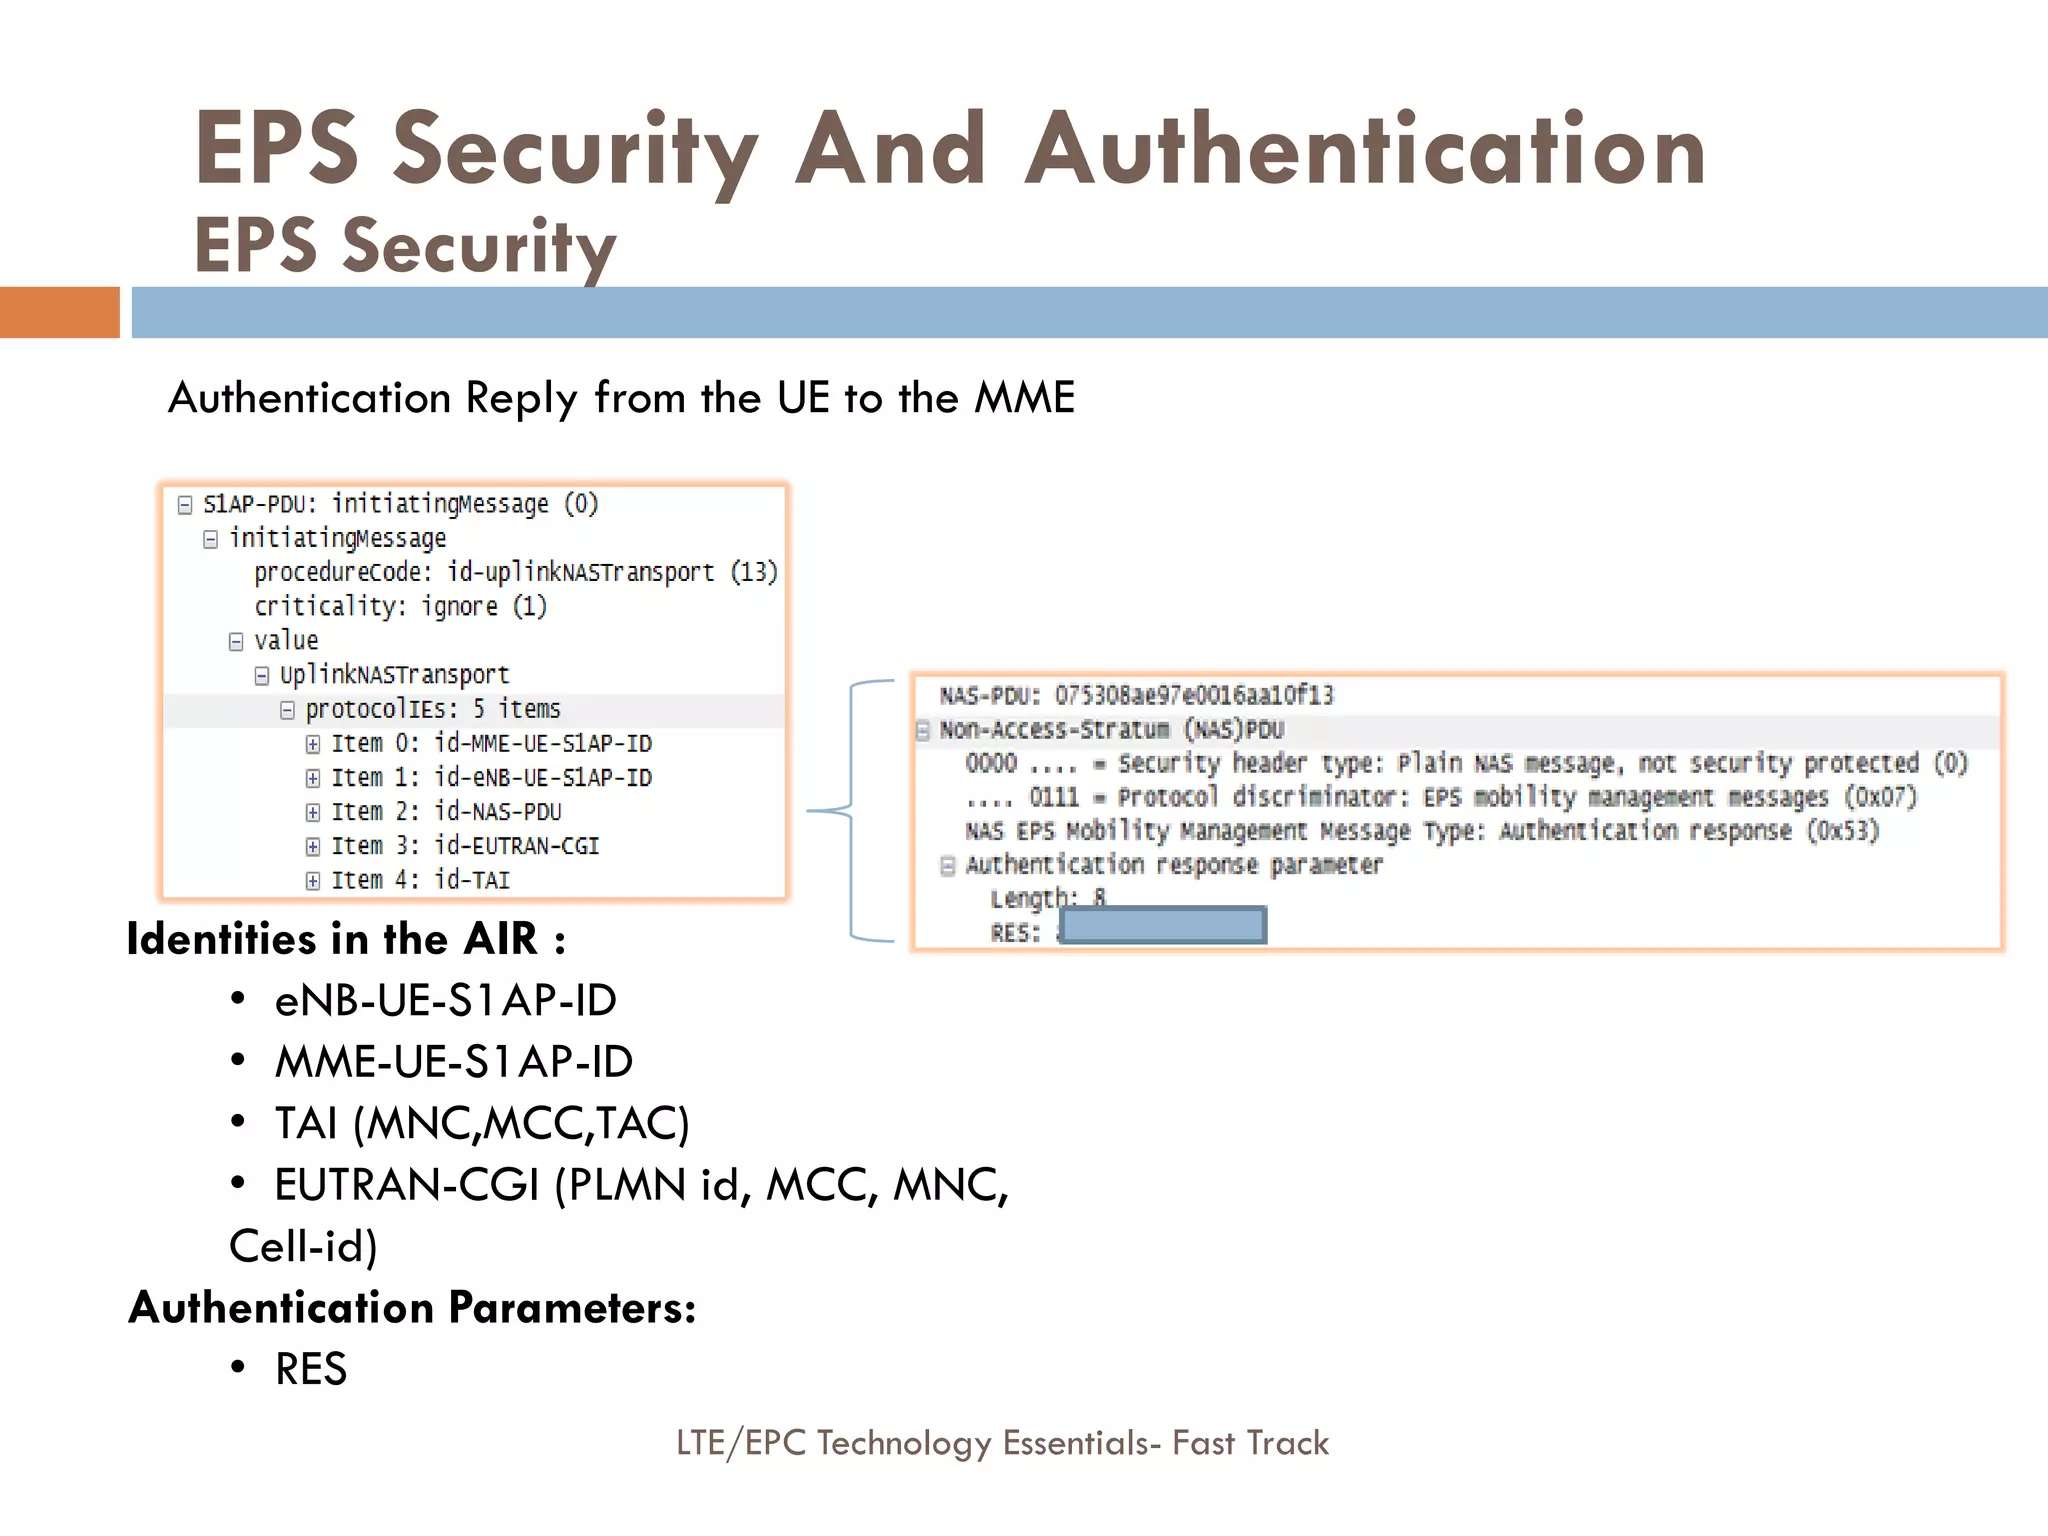 EPS Security And Authentication
EPS Security
Authentication Reply from the UE to the MME
S1AP-PDU: initiatingMessage (0)
initiatingMessage
procedureCode: id-uplinkNASTransport (13)
criticality: ignore (1)
value
UplinkNASTransport
protocolIEs: 5 items
Item 0: id-MME-UE-S1AP-ID
Item 1: id-eNB-UE-S1AP-ID
Item 2: id-NAS-PDU
Item 3: id-EUTRAN-CGI
Item 4: id-TAI
NAS-PDU: 075308ae97e0016aa10f13
Non-Access-Stratum (NAS)PDU
0000 .... = Security header type: Plain NAS message, not security protected (0)
.... 0111 = Protocol discriminator: EPS mobility management messages (0x07)
NAS EPS Mobility Management Message Type: Authentication response (0x53)
Authentication response parameter
Length: 8
RES:
Identities in the AIR :
• eNB-UE-S1AP-ID
• MME-UE-S1AP-ID
• TAI (MNC,MCC,TAC)
• EUTRAN-CGI (PLMN id, MCC, MNC,
Cell-id)
Authentication Parameters:
• RES
LTE/EPC Technology Essentials- Fast Track